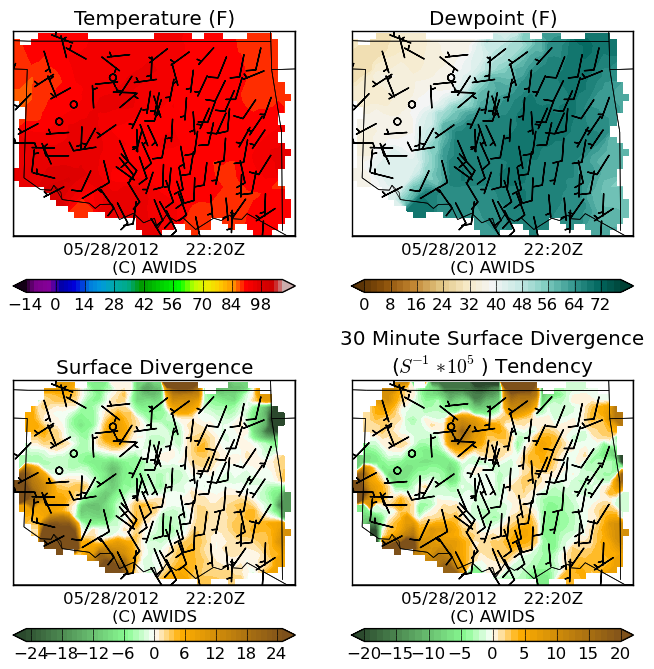 Temperature (F)
05/28/2012 22:20Z
(C) AWIDS
−14 0 14 28 42 56 70 84 98
Dewpoint (F)
05/28/2012 22:20Z
(C) AWIDS
0 8 16 24 32 40 48 56 64 72
Surface Divergence
05/28/2012 22:20Z
(C) AWIDS
−24 −18 −12 −6 0 6 12 18 24
30 Minute Surface Divergence
(S⁻¹ *10⁵ ) Tendency
05/28/2012 22:20Z
(C) AWIDS
−20 −15 −10 −5 0 5 10 15 20